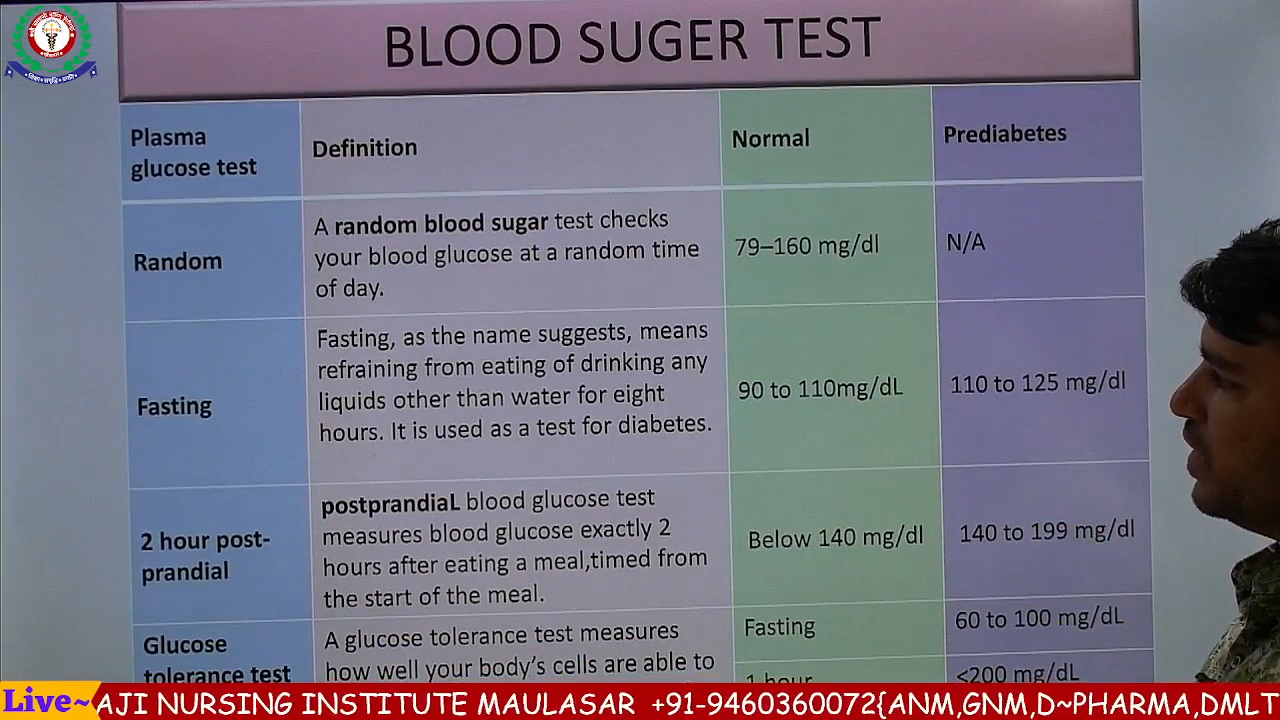 BLOOD SUGER TEST
Plasma
glucose test
Definition
Normal
Prediabetes
Random
A random blood sugar test checks
your blood glucose at a random time
of day.
79–160 mg/dl
N/A
Fasting
Fasting, as the name suggests, means
refraining from eating of drinking any
liquids other than water for eight
hours. It is used as a test for diabetes.
90 to 110mg/dL
110 to 125 mg/dl
2 hour post-
prandial
postprandiaL blood glucose test
measures blood glucose exactly 2
hours after eating a meal,timed from
the start of the meal.
Below 140 mg/dl
140 to 199 mg/dl
Glucose
tolerance test
A glucose tolerance test measures
how well your body's cells are able to
Fasting
60 to 100 mg/dL
1 hour
<200 mg/dL
Live~ AJI NURSING INSTITUTE MAULASAR +91-9460360072{ANM,GNM,D~PHARMA,DMLT